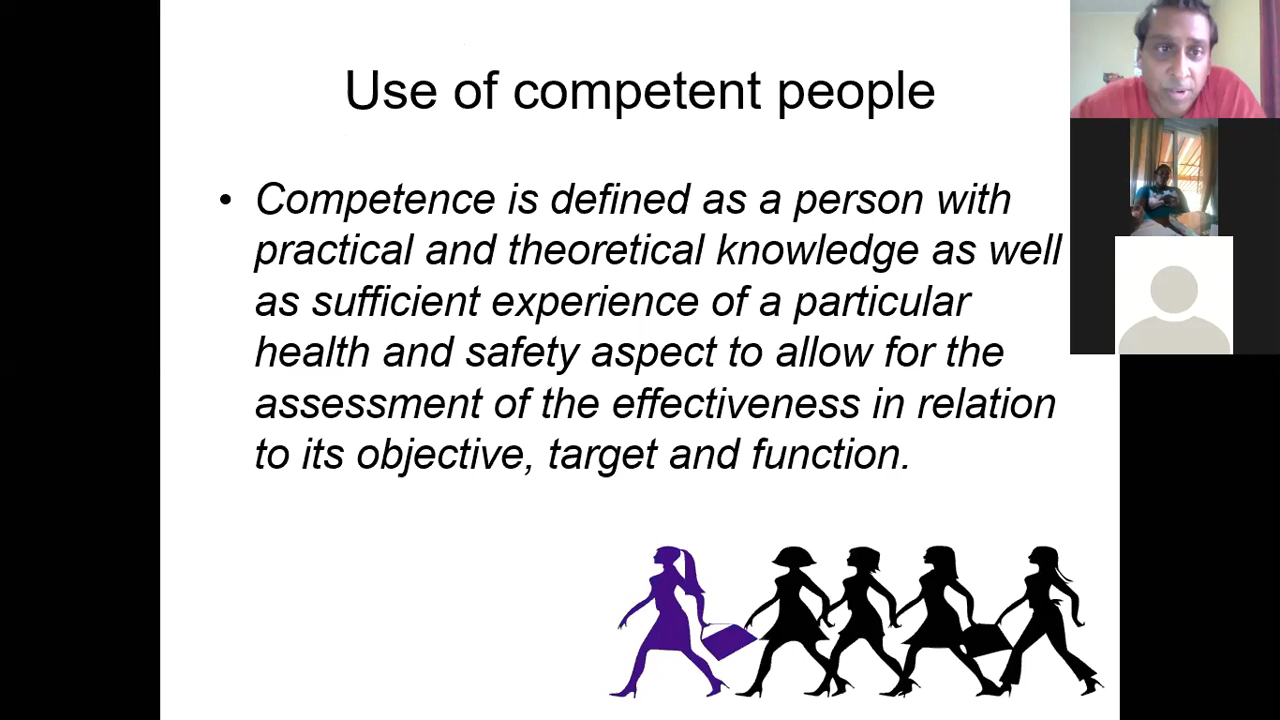 Use of competent people
• Competence is defined as a person with
practical and theoretical knowledge as well
as sufficient experience of a particular
health and safety aspect to allow for the
assessment of the effectiveness in relation
to its objective, target and function.